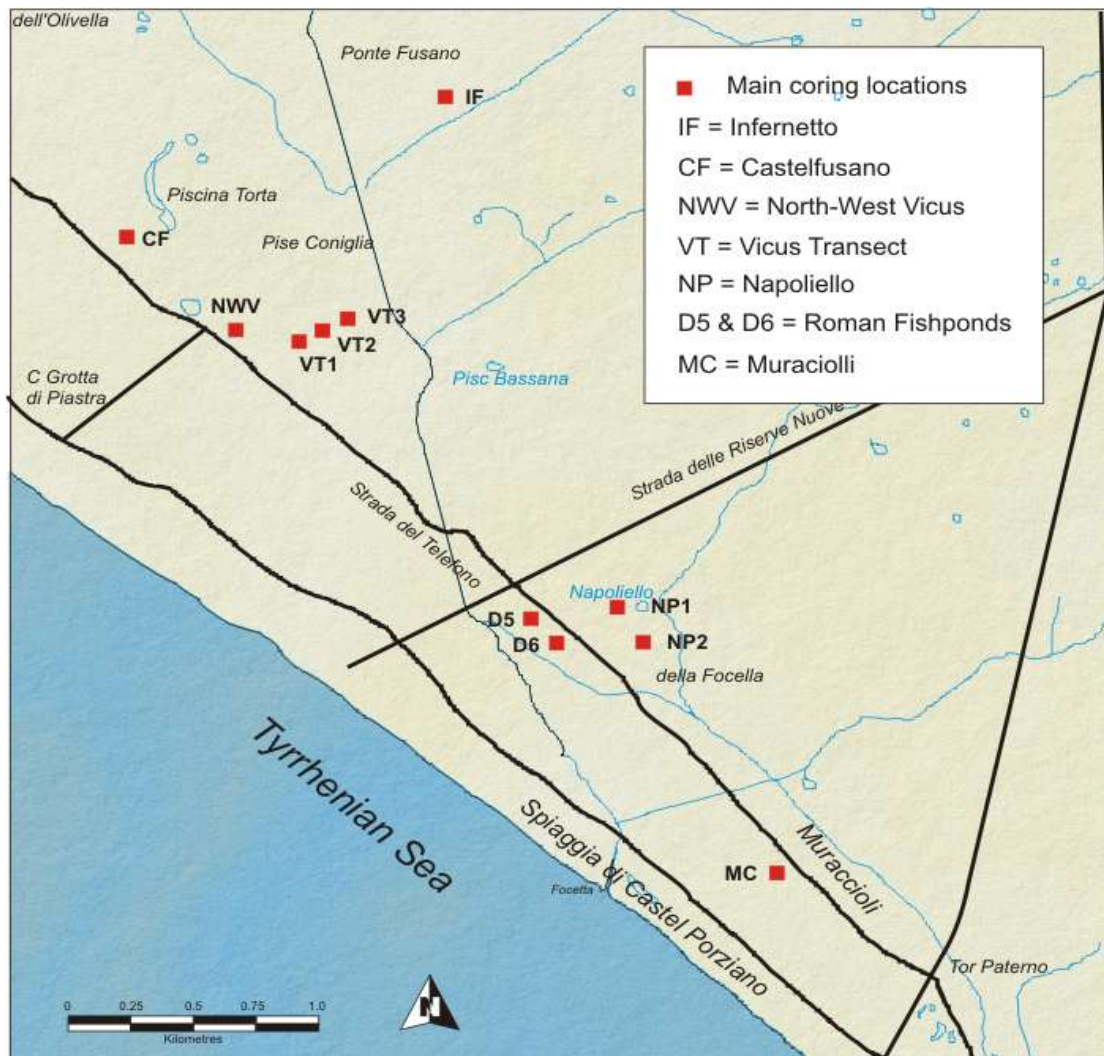 dell'Olivella
Ponte Fusano
IF
Piscina Torta
CF
Pise Coniglia
NWV
VT3
VT2
VT1
C Grotta
di Piastra
Pisc Bassana
Main coring locations
IF = Infernetto
CF = Castelfusano
NWV = North-West Vicus
VT = Vicus Transect
NP = Napoliello
D5 & D6 = Roman Fishponds
MC = Muraciolli
Strada delle Riserve Nuove
Strada del Telefono
Napoliello
NP1
D5
D6
NP2
della Focella
Tyrrhenian Sea
Spiaggia di Castel Porziano
Muraccioli
MC
Focetta
Tor Paterno
0 0.25 0.5 0.75 1.0
Kilometres
N